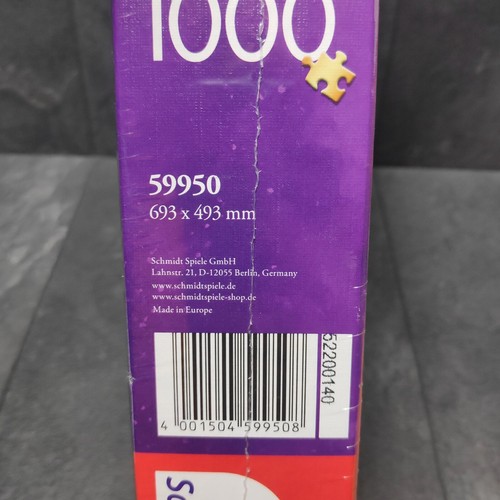 1000
59950
693 x 493 mm
Schmidt Spiele GmbH
Lahnstr. 21, D-12055 Berlin, Germany
www.schmidtspiele.de
www.schmidtspiele-shop.de
Made in Europe
52200140
4 001504 599508